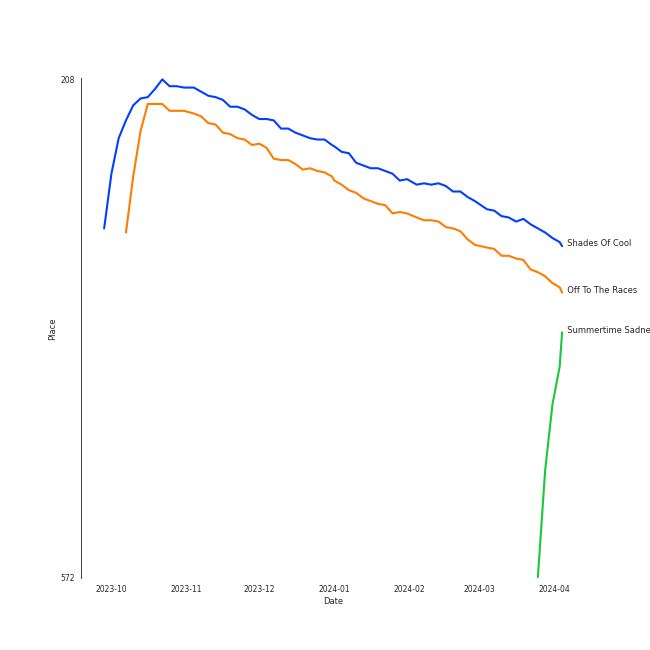 208
Shades Of Cool
Off To The Races
Summertime Sadne
Place
572
2023-10 2023-11 2023-12 2024-01 2024-02 2024-03 2024-04
Date